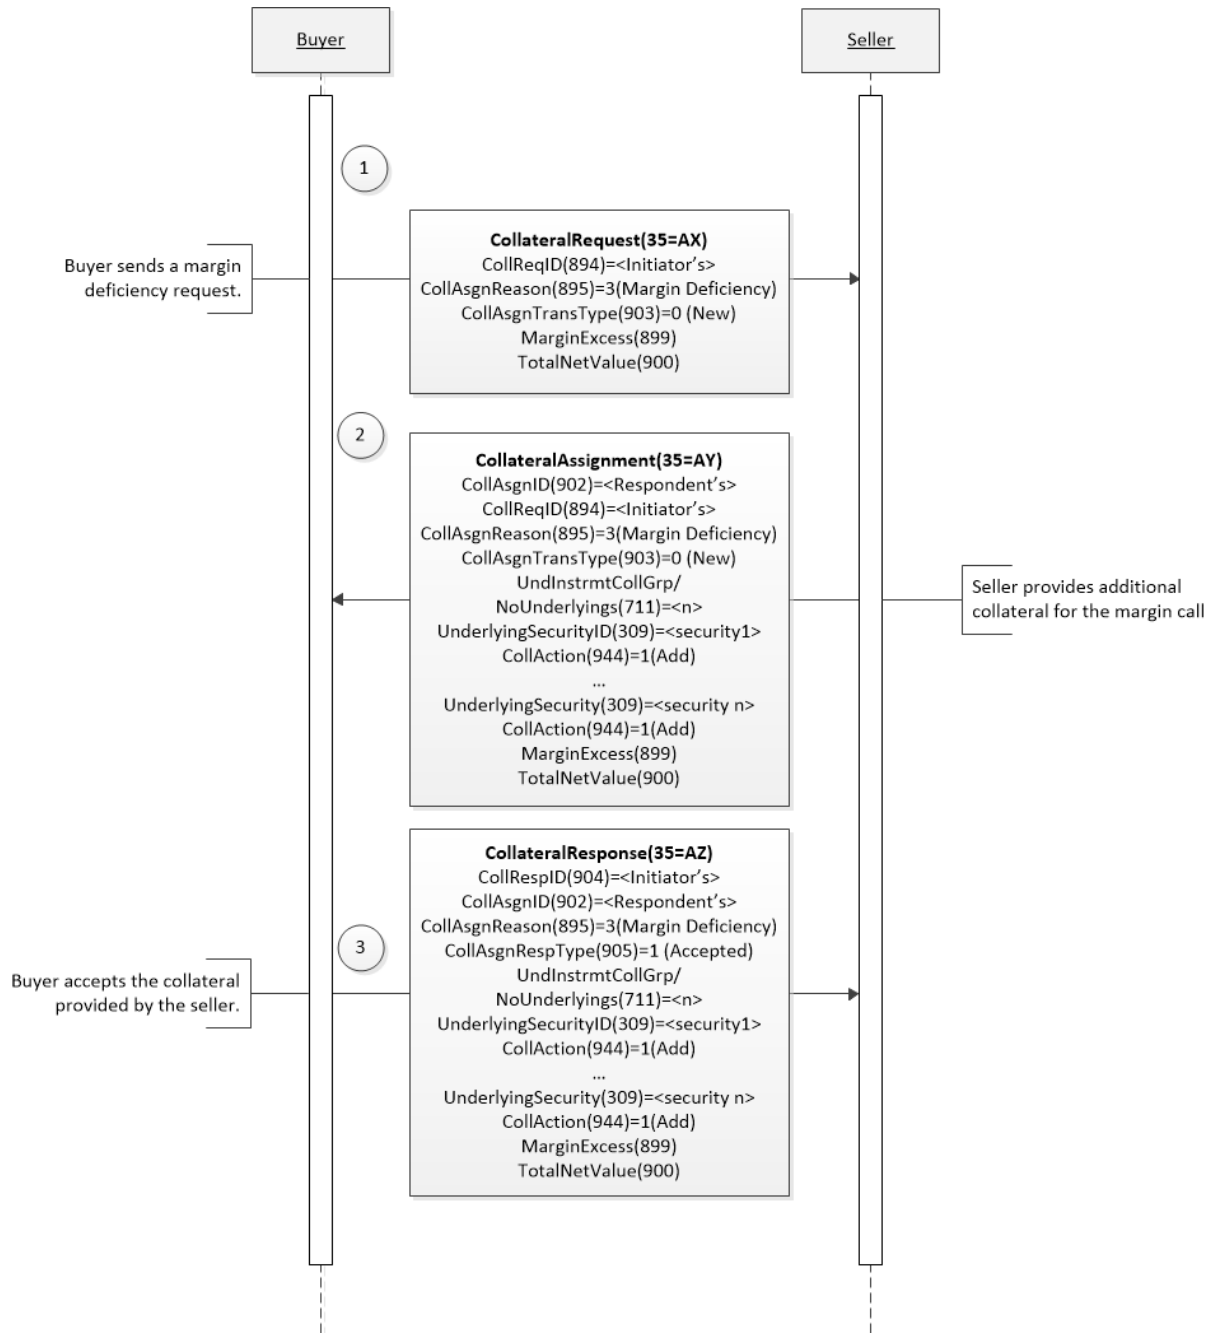 Buyer
Seller
1
CollateralRequest(35=AX)
CollReqID(894)=<Initiator's>
CollAsgnReason(895)=3(Margin Deficiency)
CollAsgnTransType(903)=0 (New)
MarginExcess(899)
TotalNetValue(900)
Buyer sends a margin
deficiency request.
2
CollateralAssignment(35=AY)
CollAsgnID(902)=<Respondent's>
CollReqID(894)=<Initiator's>
CollAsgnReason(895)=3(Margin Deficiency)
CollAsgnTransType(903)=0 (New)
UndInstrmtCollGrp/
NoUnderlyings(711)=<n>
UnderlyingSecurityID(309)=<security1>
CollAction(944)=1(Add)
...
UnderlyingSecurity(309)=<security n>
CollAction(944)=1(Add)
MarginExcess(899)
TotalNetValue(900)
Seller provides additional
collateral for the margin call
CollateralResponse(35=AZ)
CollRespID(904)=<Initiator's>
CollAsgnID(902)=<Respondent's>
CollAsgnReason(895)=3(Margin Deficiency)
CollAsgnRespType(905)=1 (Accepted)
UndInstrmtCollGrp/
NoUnderlyings(711)=<n>
UnderlyingSecurityID(309)=<security1>
CollAction(944)=1(Add)
...
UnderlyingSecurity(309)=<security n>
CollAction(944)=1(Add)
MarginExcess(899)
TotalNetValue(900)
3
Buyer accepts the collateral
provided by the seller.